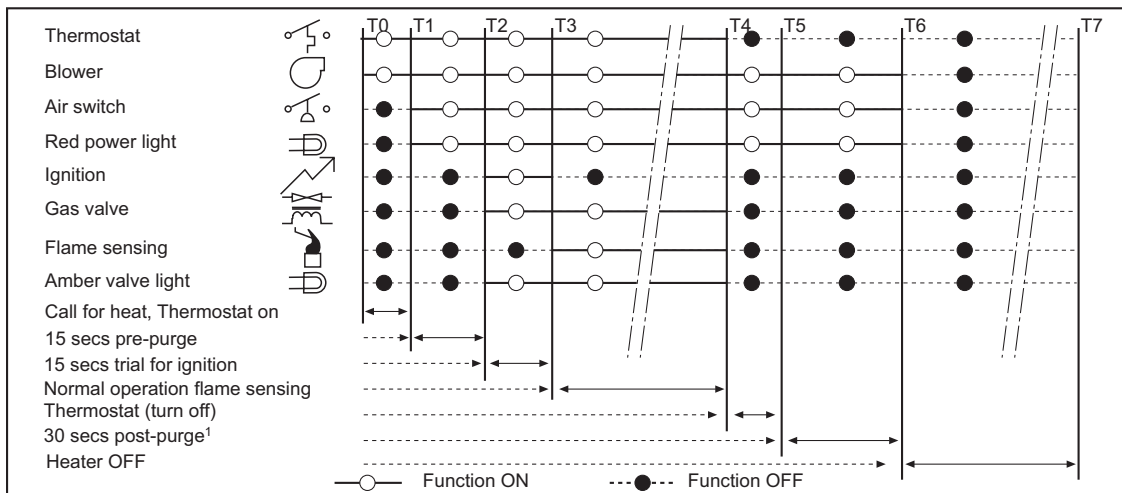 T0 T1 T2 T3 T4 T5 T6 T7
Thermostat
Blower
Air switch
Red power light
Ignition
Gas valve
Flame sensing
Amber valve light
Call for heat, Thermostat on
15 secs pre-purge
15 secs trial for ignition
Normal operation flame sensing
Thermostat (turn off)
30 secs post-purge¹
Heater OFF
Function ON Function OFF